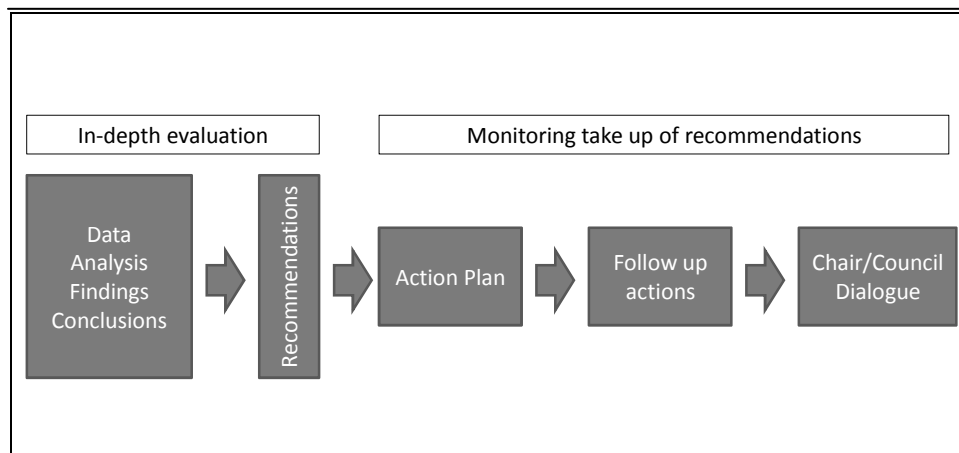 In-depth evaluation
Monitoring take up of recommendations
Data
Analysis
Findings
Conclusions
Recommendations
Action Plan
Follow up
actions
Chair/Council
Dialogue